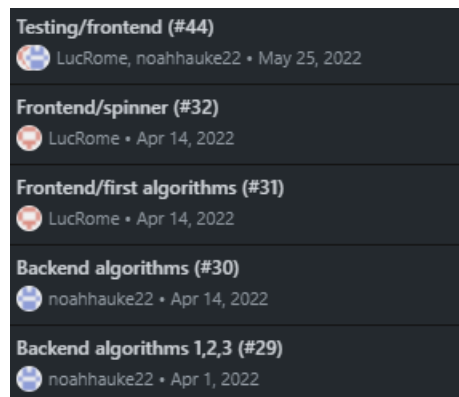 Testing/frontend (#44)
LucRome, noahhauke22 • May 25, 2022
Frontend/spinner (#32)
LucRome • Apr 14, 2022
Frontend/first algorithms (#31)
LucRome • Apr 14, 2022
Backend algorithms (#30)
noahhauke22 • Apr 14, 2022
Backend algorithms 1,2,3 (#29)
noahhauke22 • Apr 1, 2022